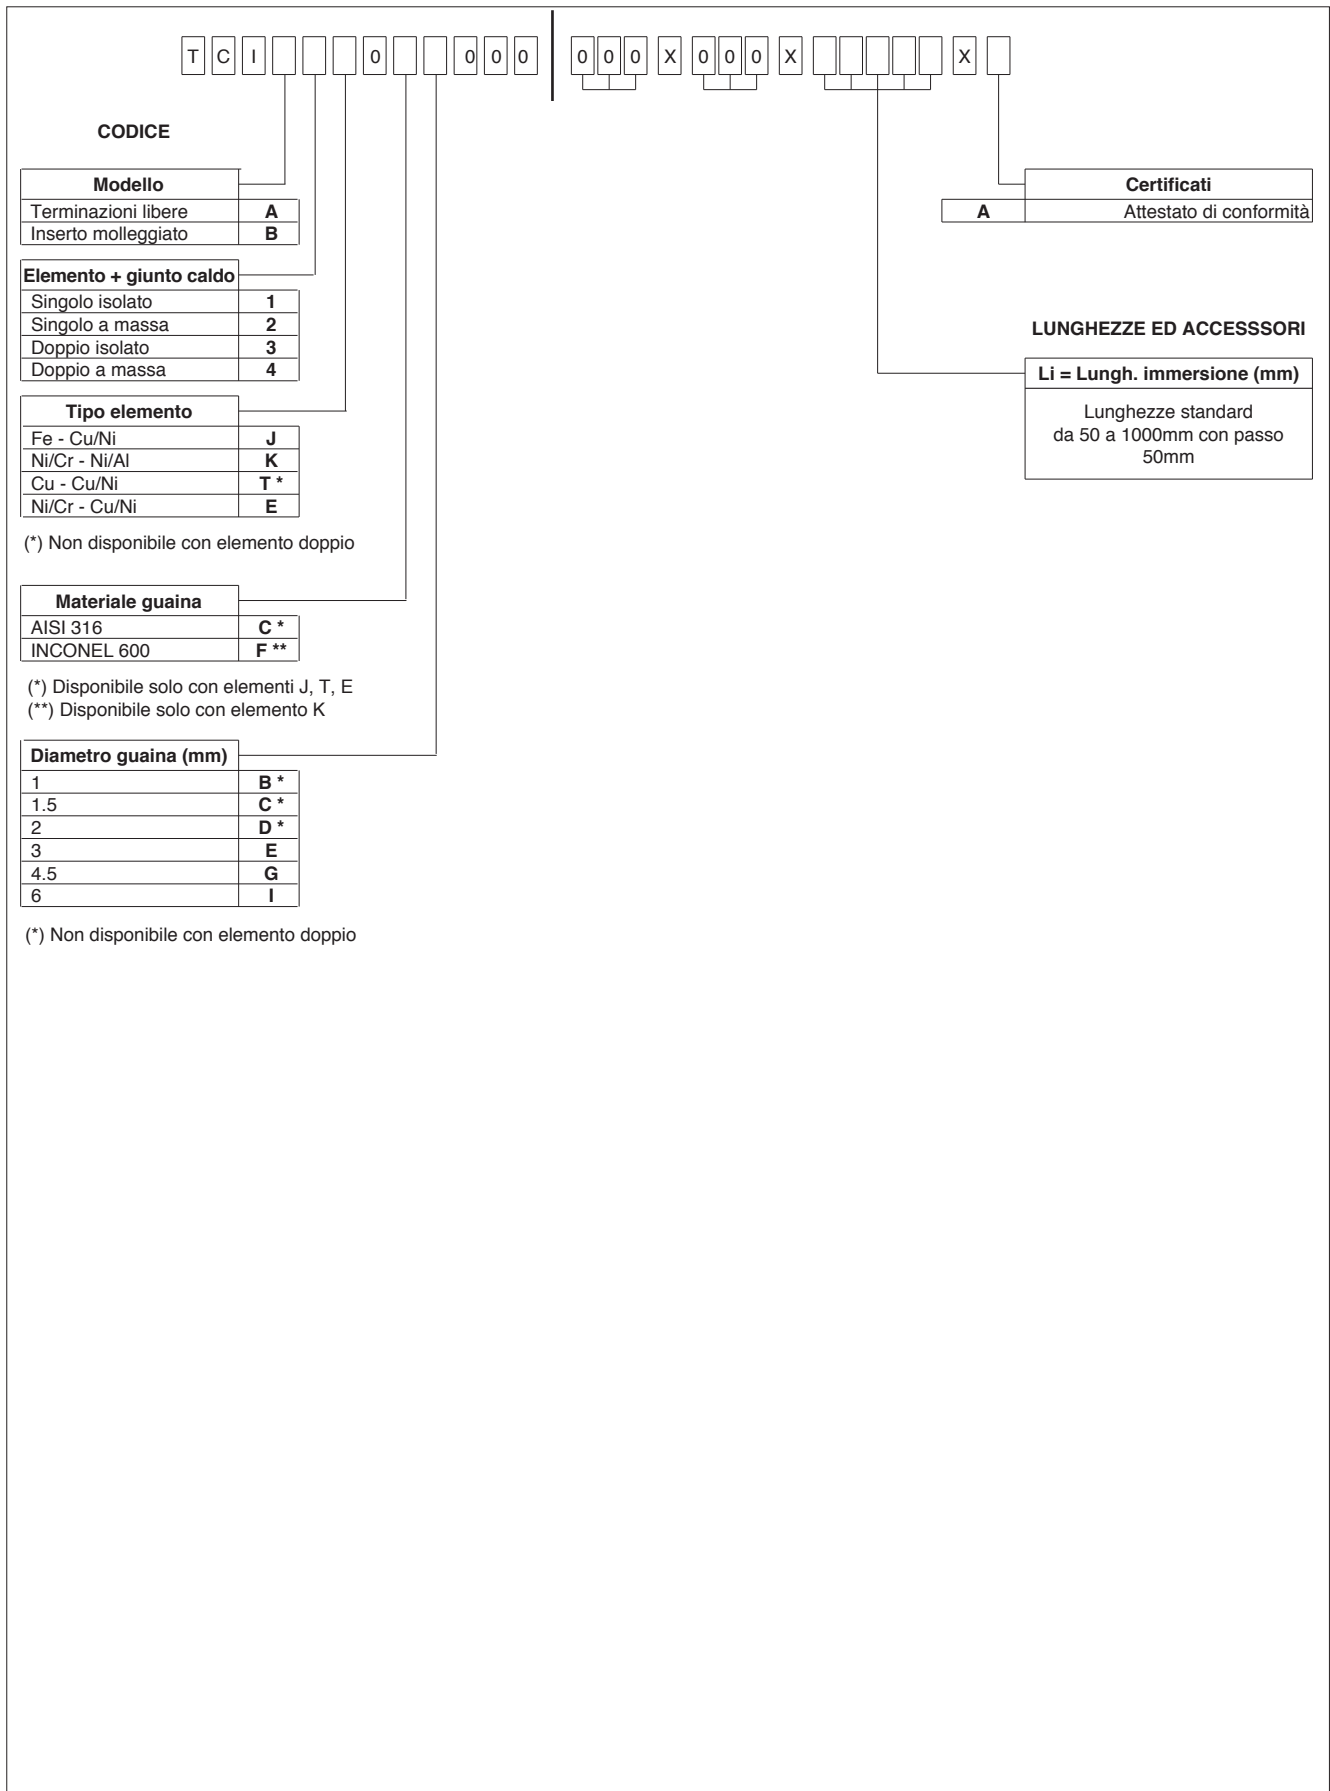 T C I 0 0 0 0 0 0 0 X 0 0 0 X X
CODICE
Modello
Terminazioni libere A
Inserto molleggiato B
Certificati
A Attestato di conformità
Elemento + giunto caldo
Singolo isolato 1
Singolo a massa 2
Doppio isolato 3
Doppio a massa 4
LUNGHEZZE ED ACCESSSORI
Li = Lungh. immersione (mm)
Lunghezze standard
da 50 a 1000mm con passo
50mm
Tipo elemento
Fe - Cu/Ni J
Ni/Cr - Ni/Al K
Cu - Cu/Ni T *
Ni/Cr - Cu/Ni E
(*) Non disponibile con elemento doppio
Materiale guaina
AISI 316 C *
INCONEL 600 F **
(*) Disponibile solo con elementi J, T, E
(**) Disponibile solo con elemento K
Diametro guaina (mm)
1 B *
1.5 C *
2 D *
3 E
4.5 G
6 I
(*) Non disponibile con elemento doppio